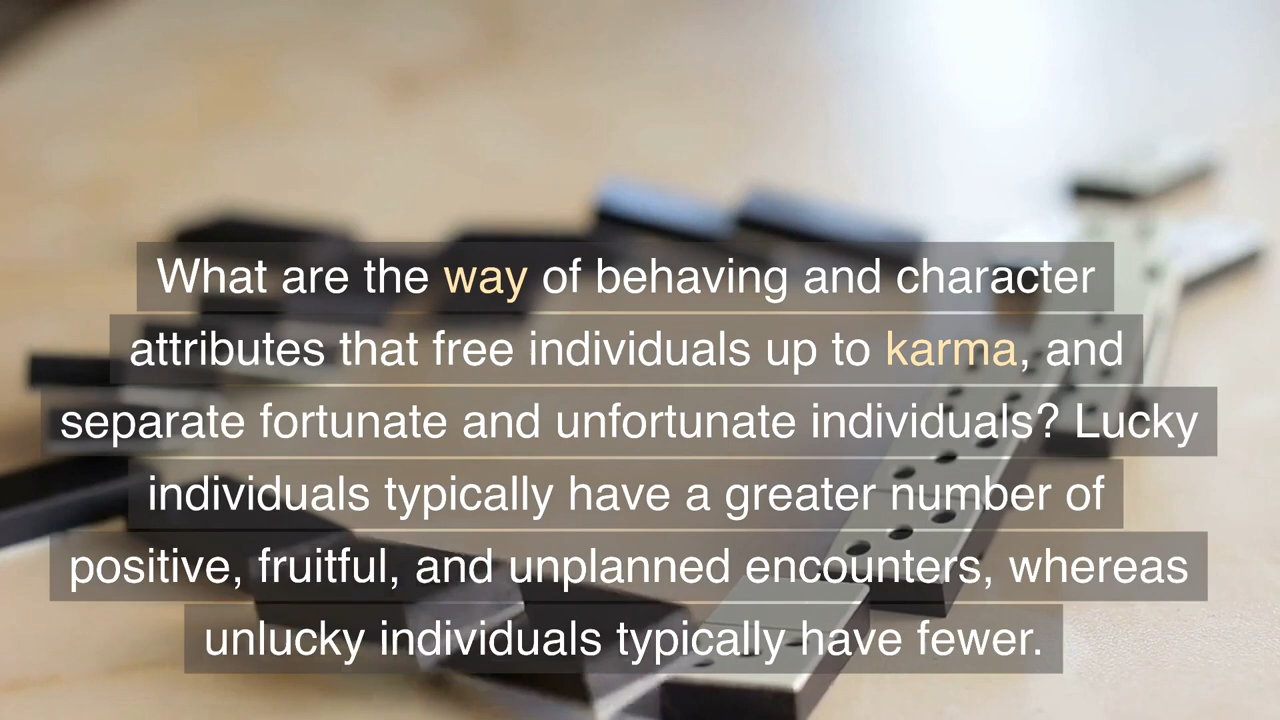 What are the way of behaving and character
attributes that free individuals up to karma, and
separate fortunate and unfortunate individuals? Lucky
individuals typically have a greater number of
positive, fruitful, and unplanned encounters, whereas
unlucky individuals typically have fewer.